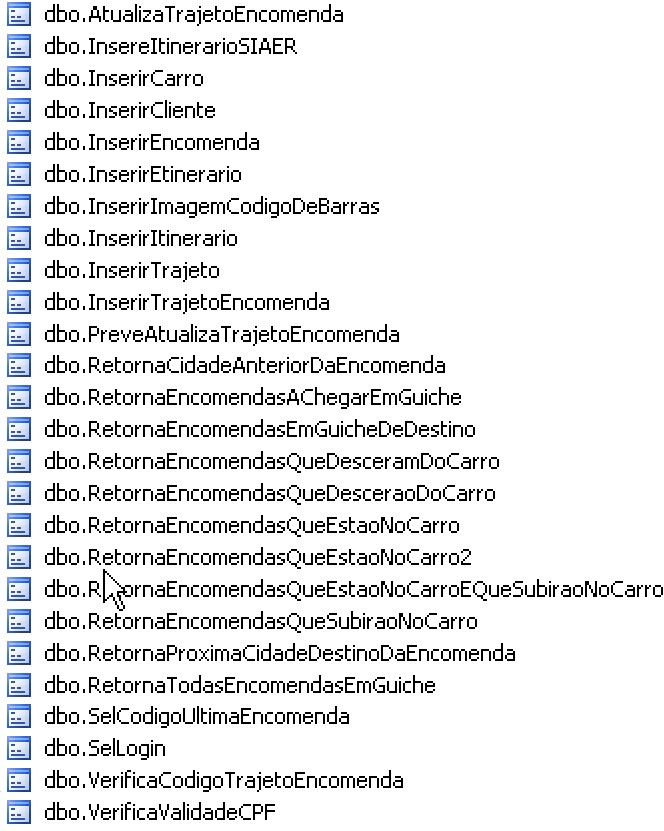 dbo.AtualizaTrajetoEncomenda
dbo.InsereItinerarioSIAER
dbo.InserirCarro
dbo.InserirCliente
dbo.InserirEncomenda
dbo.InserirEtinerario
dbo.InserirImagemCodigoDeBarras
dbo.InserirItinerario
dbo.InserirTrajeto
dbo.InserirTrajetoEncomenda
dbo.PreveAtualizaTrajetoEncomenda
dbo.RetornaCidadeAnteriorDaEncomenda
dbo.RetornaEncomendasAChegarEmGuiche
dbo.RetornaEncomendasEmGuicheDeDestino
dbo.RetornaEncomendasQueDesceramDoCarro
dbo.RetornaEncomendasQueDesceraoDoCarro
dbo.RetornaEncomendasQueEstaoNoCarro
dbo.RetornaEncomendasQueEstaoNoCarro2
dbo.RetornaEncomendasQueEstaoNoCarroEQueSubiraoNoCarro
dbo.RetornaEncomendasQueSubiraoNoCarro
dbo.RetornaProximaCidadeDestinoDaEncomenda
dbo.RetornaTodasEncomendasEmGuiche
dbo.SelCodigoUltimaEncomenda
dbo.SelLogin
dbo.VerificaCodigoTrajetoEncomenda
dbo.VerificaValidadeCPF